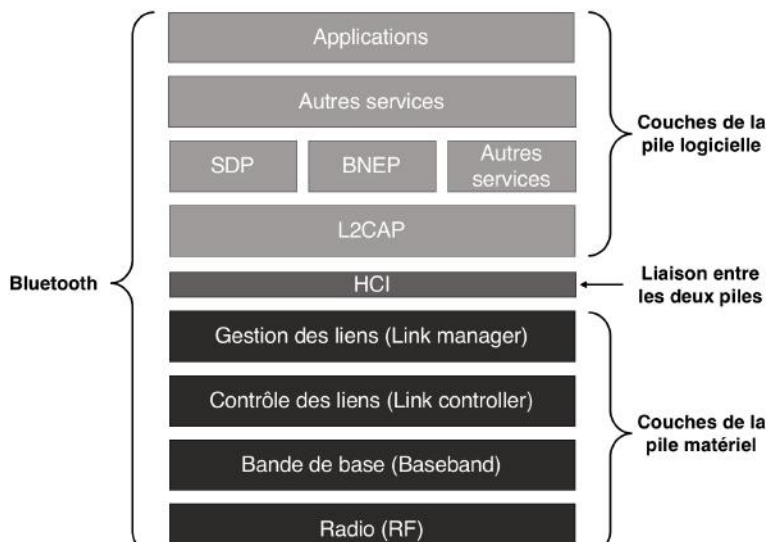 Applications
Autres services
SDP
BNEP
Autres
services
L2CAP
HCI
Gestion des liens (Link manager)
Contrôle des liens (Link controller)
Bande de base (Baseband)
Radio (RF)
Bluetooth
Couches de la
pile logicielle
Liaison entre
les deux piles
Couches de la
pile matériel